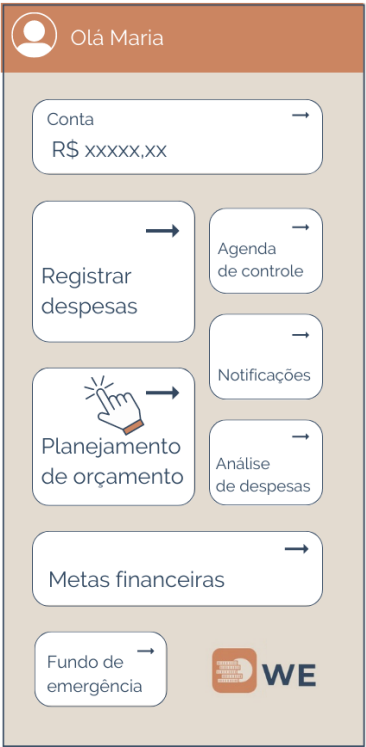 Olá Maria
Conta
R$ xxxxx,xx
Registrar
despesas
Agenda
de controle
Notificações
Planejamento
de orçamento
Análise
de despesas
Metas financeiras
Fundo de
emergência
WE